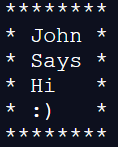 ********
* John *
* Says *
* Hi   *
* :)   *
********